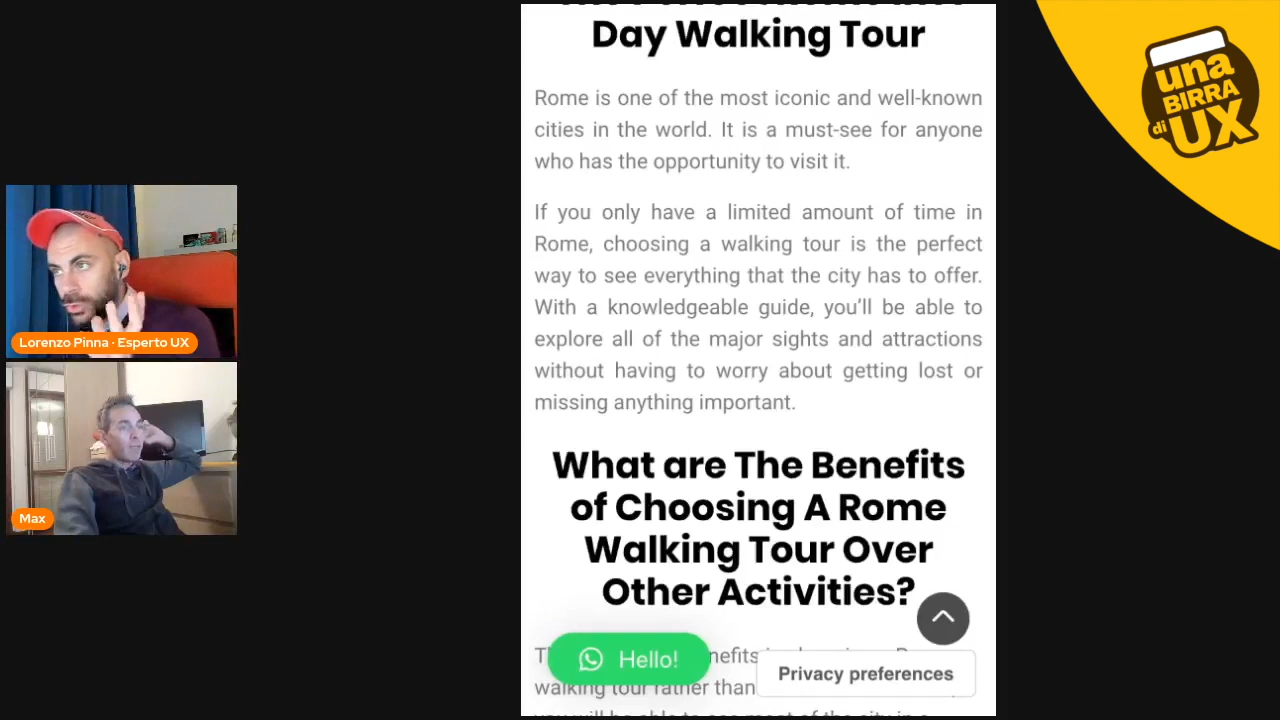 Day Walking Tour
Rome is one of the most iconic and well-known
cities in the world. It is a must-see for anyone
who has the opportunity to visit it.
If you only have a limited amount of time in
Rome, choosing a walking tour is the perfect
way to see everything that the city has to offer.
With a knowledgeable guide, you’ll be able to
explore all of the major sights and attractions
without having to worry about getting lost or
missing anything important.
What are The Benefits
of Choosing A Rome
Walking Tour Over
Other Activities?
walking tour rather than
Hello!
Privacy preferences
una
BIRRA
di UX
Lorenzo Pinna · Esperto UX
Max